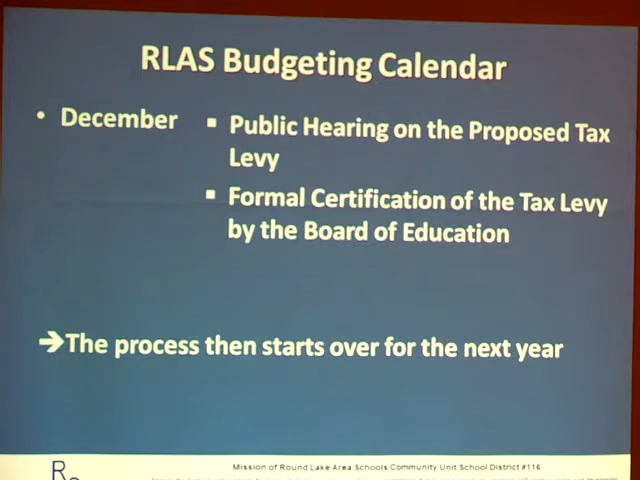 RLAS Budgeting Calendar
• December
▪ Public Hearing on the Proposed Tax
Levy
▪ Formal Certification of the Tax Levy
by the Board of Education
➔The process then starts over for the next year
Mission of Round Lake Area Schools Community Unit School District #116
R